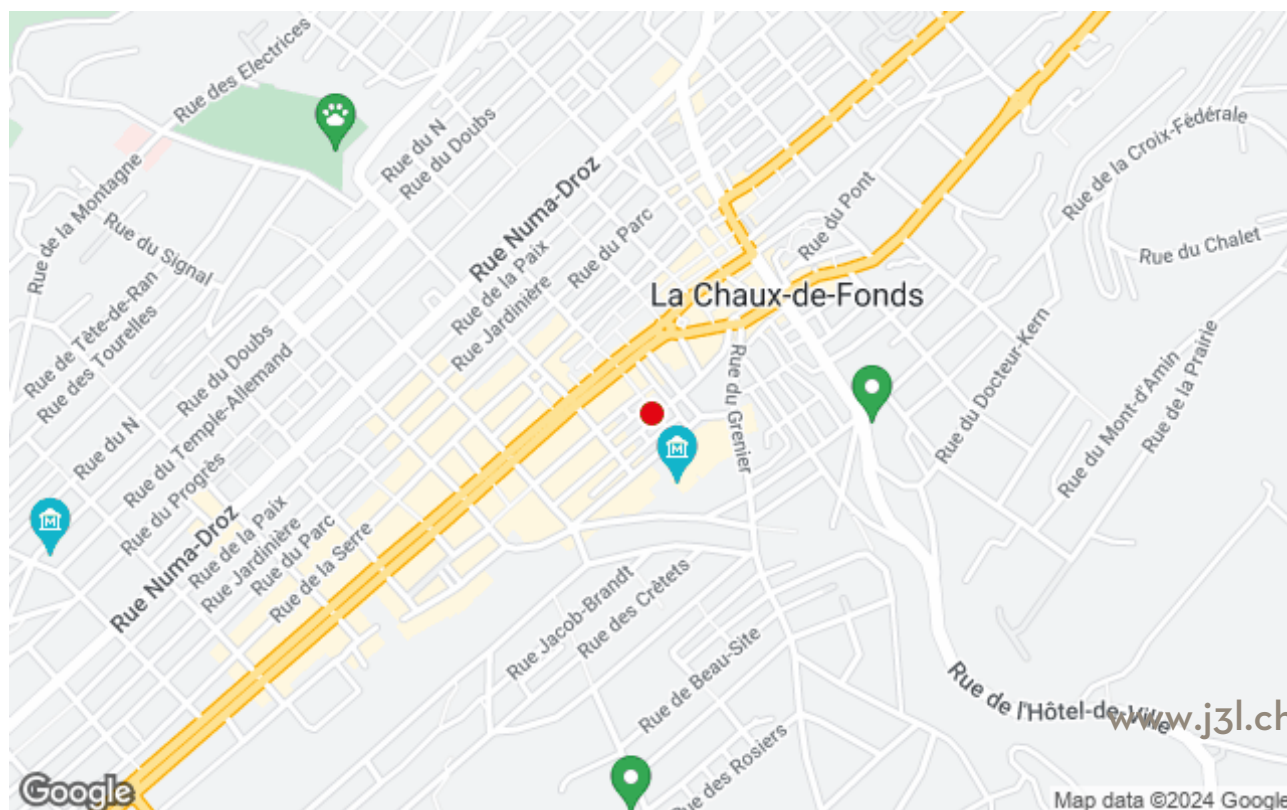 Rue des Electrices
Rue de la Montagne
Rue du Signal
Rue du N
Rue du Doubs
Rue Numa-Droz
Rue de la Paix
Rue du Parc
Rue Jardinière
Rue du Pont
Rue de la Croix-Fédérale
Rue du Chalet
La Chaux-de-Fonds
Rue de Tête-de-Ran
Rue des Tourelles
Rue du Doubs
Rue du Temple-Allemand
Rue du N
Rue du Progrès
Rue Numa-Droz
Rue de la Paix
Rue Jardinière
Rue du Parc
Rue de la Serre
Rue du Grenier
Rue du Docteur-Kern
Rue du Mont-d'Amin
Rue de la Prairie
M
M
Rue Jacob-Brandt
Rue des Crêtets
Rue de Beau-Site
Rue des Rosiers
Rue de l'Hôtel-de-Ville
www.j3l.ch
Google
Map data ©2024 Google